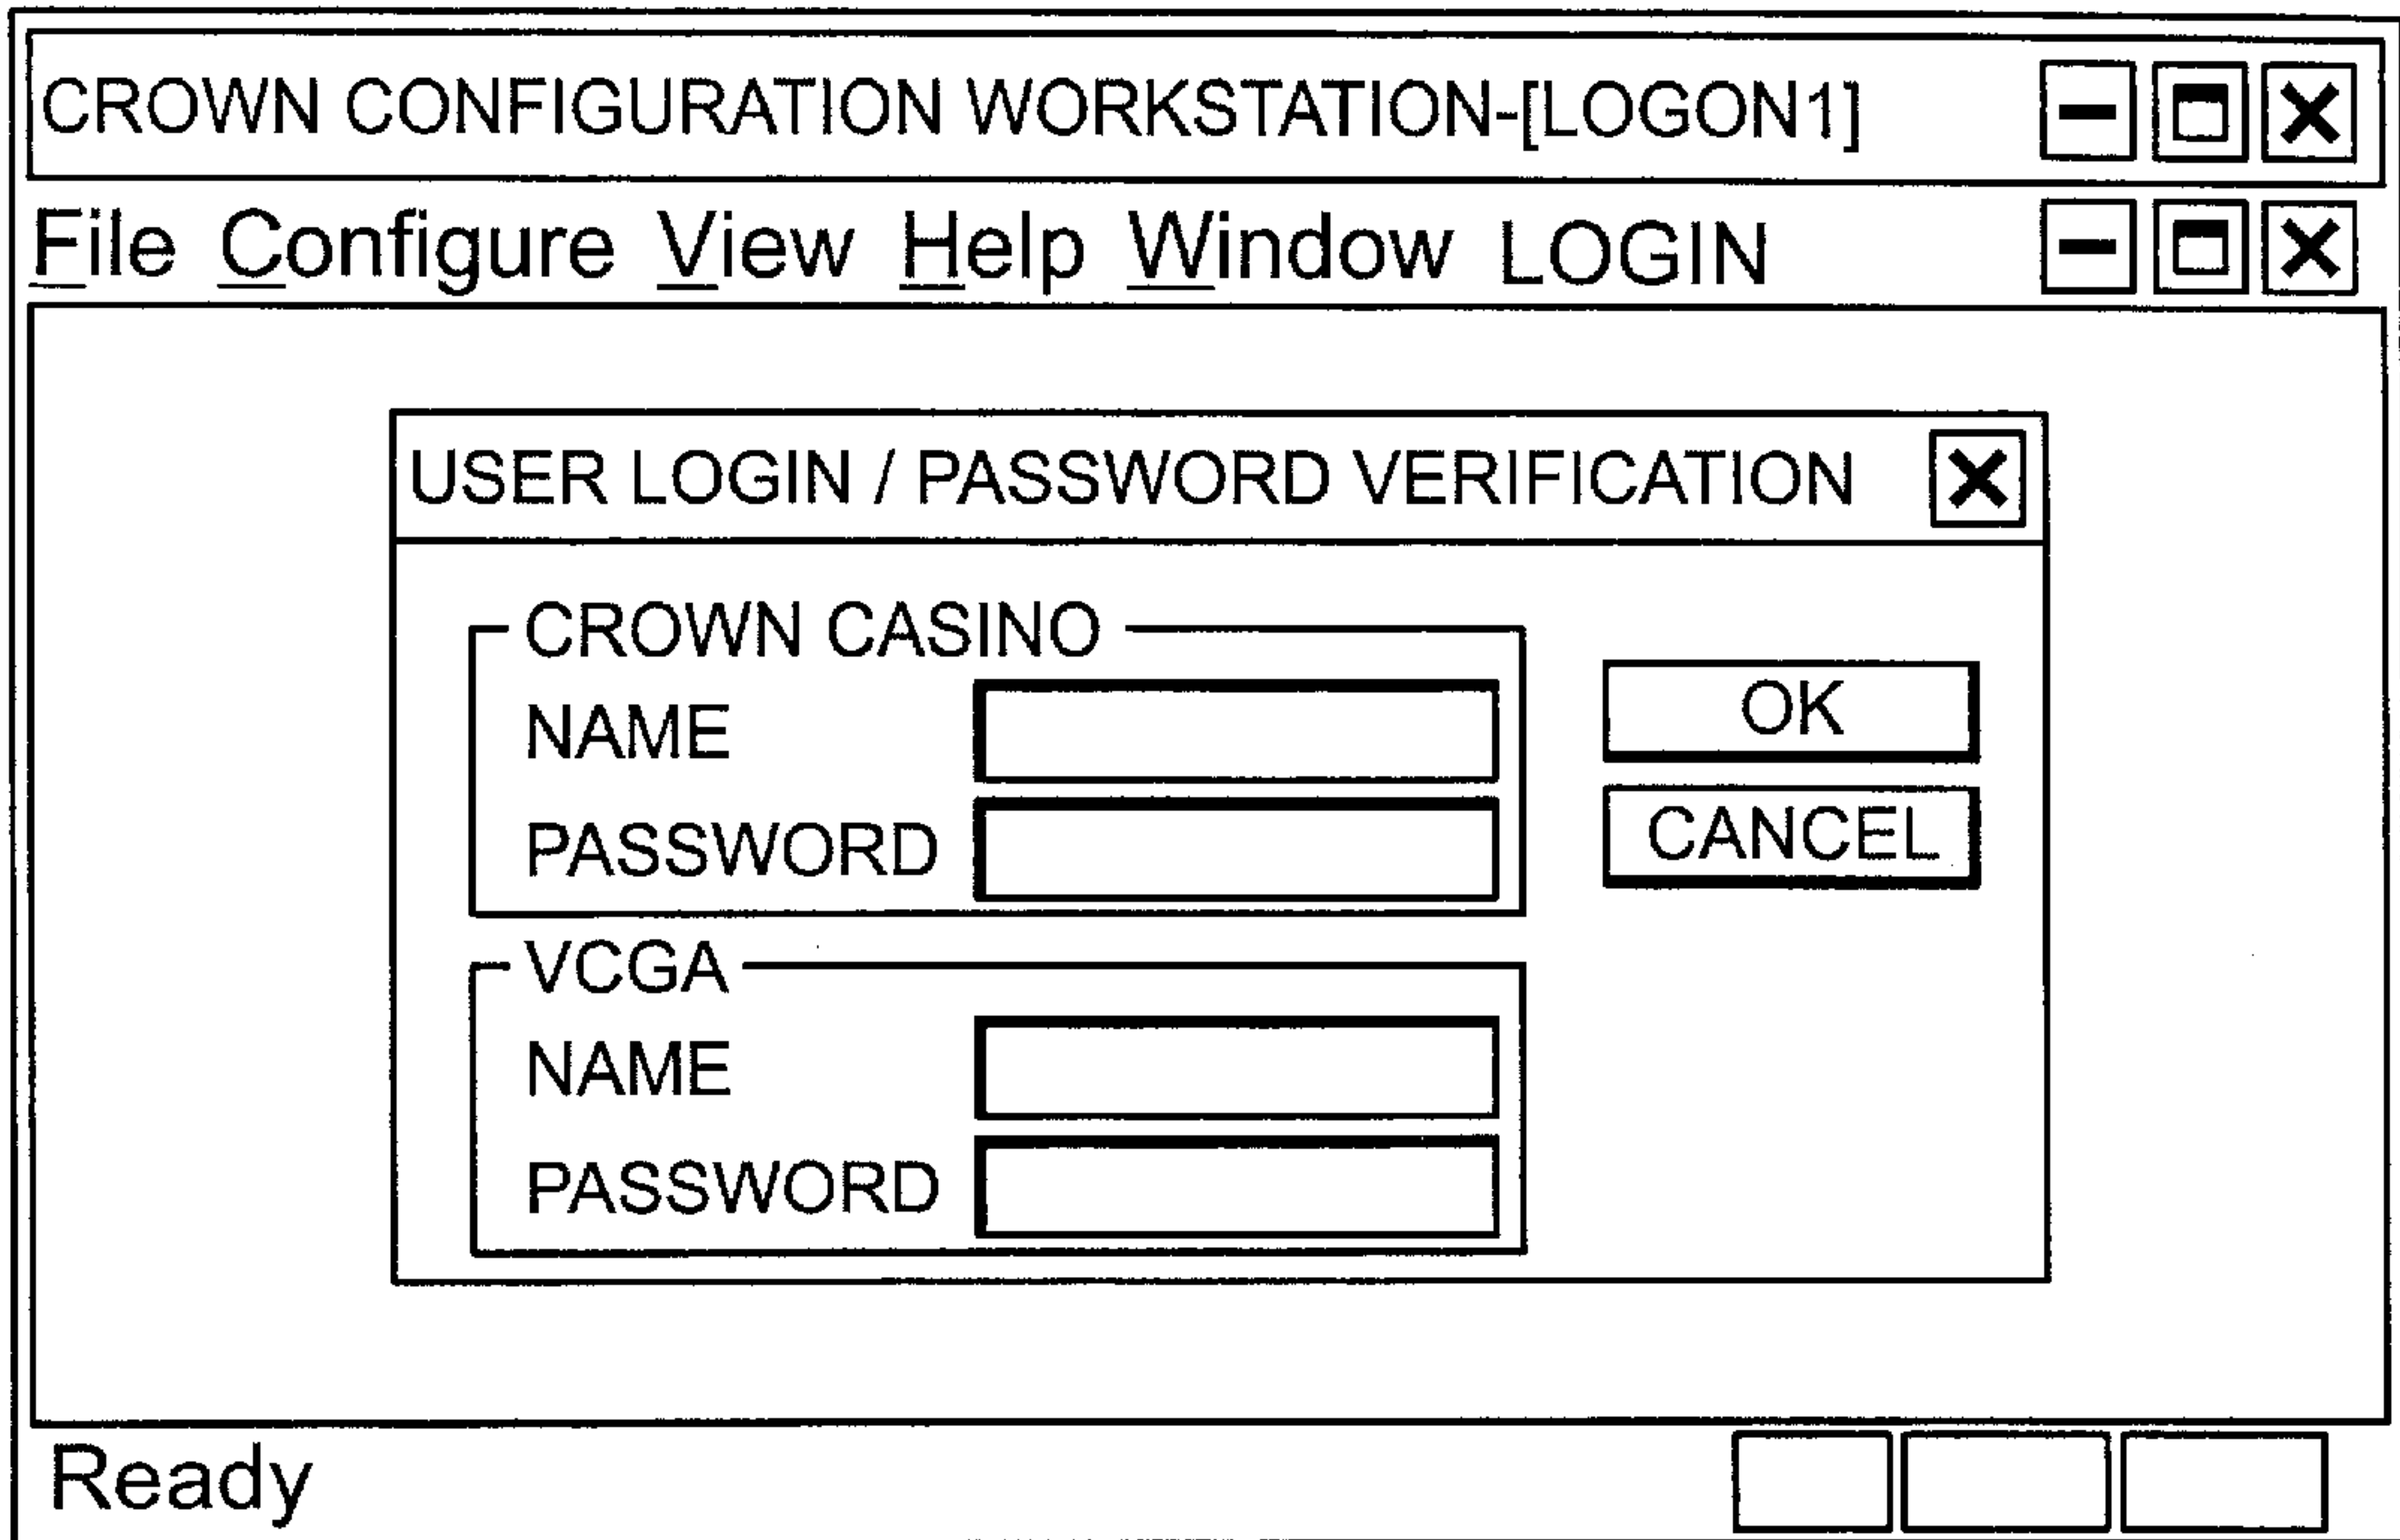 CROWN CONFIGURATION WORKSTATION-[LOGON1]
File Configure View Help Window LOGIN
USER LOGIN / PASSWORD VERIFICATION
CROWN CASINO
NAME
OK
PASSWORD
CANCEL
VCGA
NAME
PASSWORD
Ready